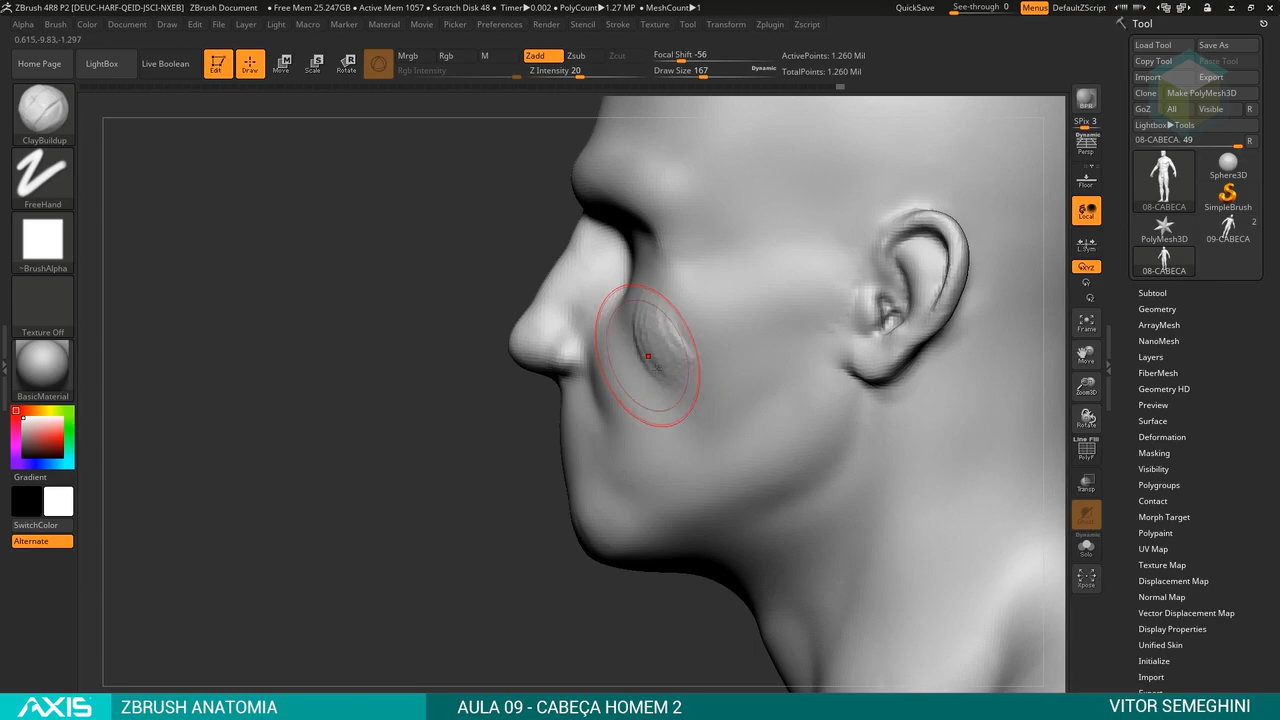 ZBrush 4R8 P2 [DEUC-HARF-QEID-JSCI-NXEB] ZBrush Document • Free Mem 25.247GB • Active Mem 1057 • Scratch Disk 48 • Timer▶0.002 • PolyCount▶1.27 MP • MeshCount▶1 QuickSave See-through 0 Menus DefaultZScript
Alpha Brush Color Document Draw Edit File Layer Light Macro Marker Material Movie Picker Preferences Render Stencil Stroke Texture Tool Transform Zplugin Zscript
Tool
0.615,-9.83,-1.297
Home Page LightBox Live Boolean Edit Draw Move Scale Rotate
Mrgb Rgb M Zadd Zsub Zcut Focal Shift -56 ActivePoints: 1.260 Mil
Rgb Intensity Z Intensity 20 Draw Size 167 Dynamic TotalPoints: 1.260 Mil
Load Tool Save As
Copy Tool Paste Tool
Import Export
Clone Make PolyMesh3D
GoZ All Visible R
Lightbox▶Tools
08-CABECA. 49 R
08-CABECA Sphere3D
SimpleBrush
PolyMesh3D 09-CABECA 2
08-CABECA
ClayBuildup
FreeHand
~BrushAlpha
Texture Off
BasicMaterial
Gradient
SwitchColor
Alternate
BPR
SPix 3
Dynamic
Persp
Floor
Local
L.Sym
XYZ
Frame
Move
Zoom3D
Rotate
Line Fill
PolyF
Transp
Ghost
Dynamic
Solo
Xpose
Subtool
Geometry
ArrayMesh
NanoMesh
Layers
FiberMesh
Geometry HD
Preview
Surface
Deformation
Masking
Visibility
Polygroups
Contact
Morph Target
Polypaint
UV Map
Texture Map
Displacement Map
Normal Map
Vector Displacement Map
Display Properties
Unified Skin
Initialize
Import
Export
AXIS ZBRUSH ANATOMIA AULA 09 - CABEÇA HOMEM 2 VITOR SEMEGHINI